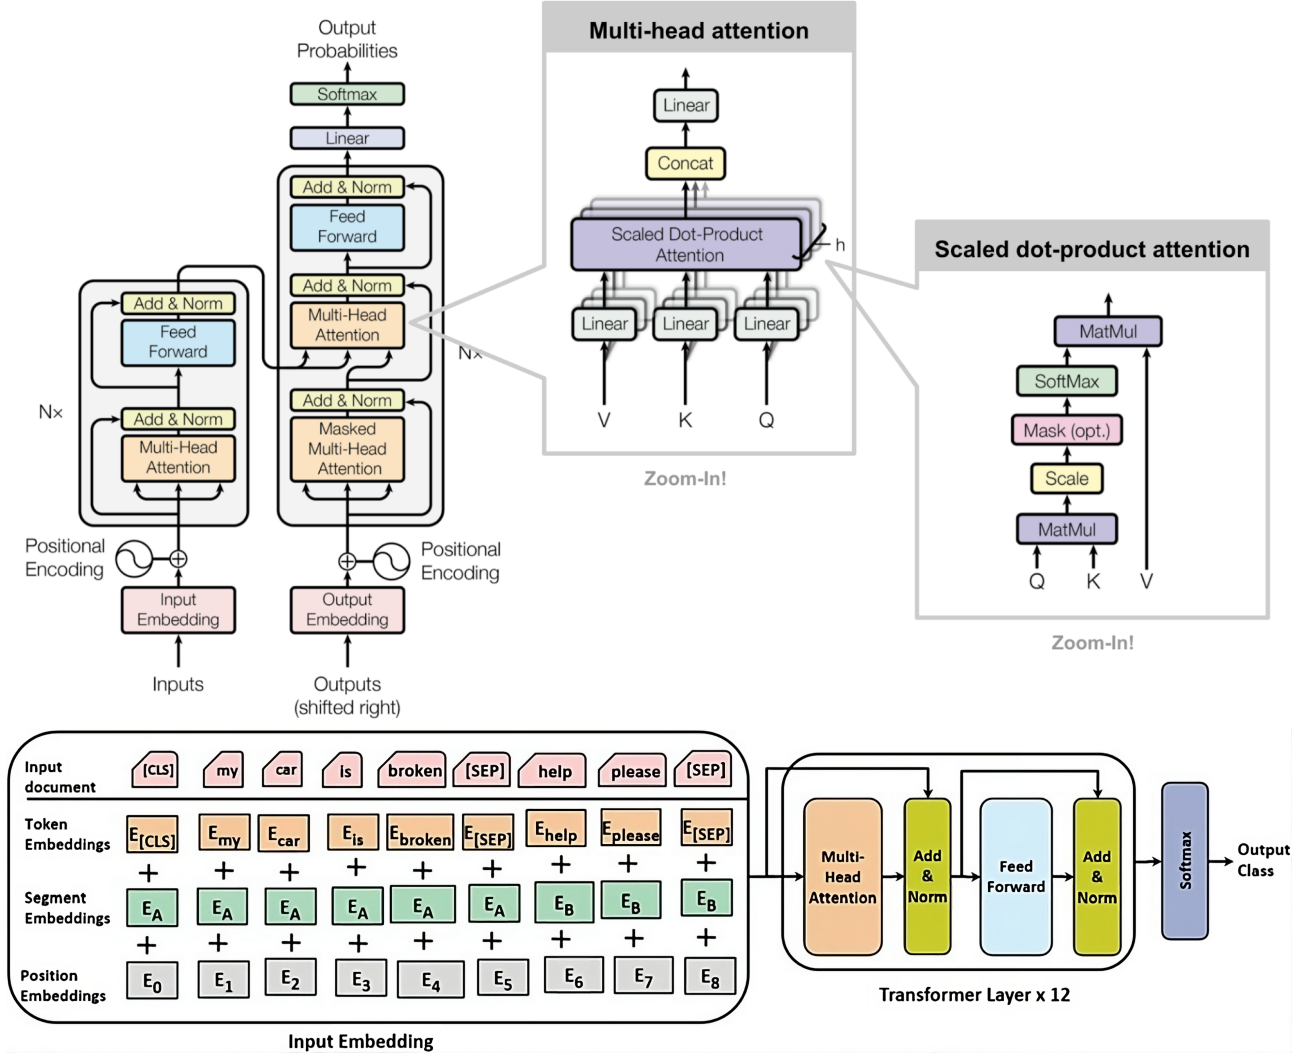 Output
Probabilities
Softmax
Linear
Add & Norm
Feed
Forward
Add & Norm
Multi-Head
Attention
Nx
Add & Norm
Masked
Multi-Head
Attention
Add & Norm
Feed
Forward
Nx
Add & Norm
Multi-Head
Attention
Positional
Encoding
Positional
Encoding
Input
Embedding
Output
Embedding
Inputs
Outputs
(shifted right)
Multi-head attention
Linear
Concat
Scaled Dot-Product
Attention
h
Linear Linear Linear
V K Q
Zoom-In!
Scaled dot-product attention
MatMul
SoftMax
Mask (opt.)
Scale
MatMul
Q K V
Zoom-In!
Input
document
[CLS] my car is broken [SEP] help please [SEP]
Token
Embeddings
E[CLS] Emy Ecar Eis Ebroken E[SEP] Ehelp Eplease E[SEP]
+ + + + + + + + +
Segment
Embeddings
EA EA EA EA EA EA EB EB EB
+ + + + + + + + +
Position
Embeddings
E0 E1 E2 E3 E4 E5 E6 E7 E8
Input Embedding
Multi-
Head
Attention
Add
&
Norm
Feed
Forward
Add
&
Norm
Transformer Layer x 12
Softmax
Output
Class